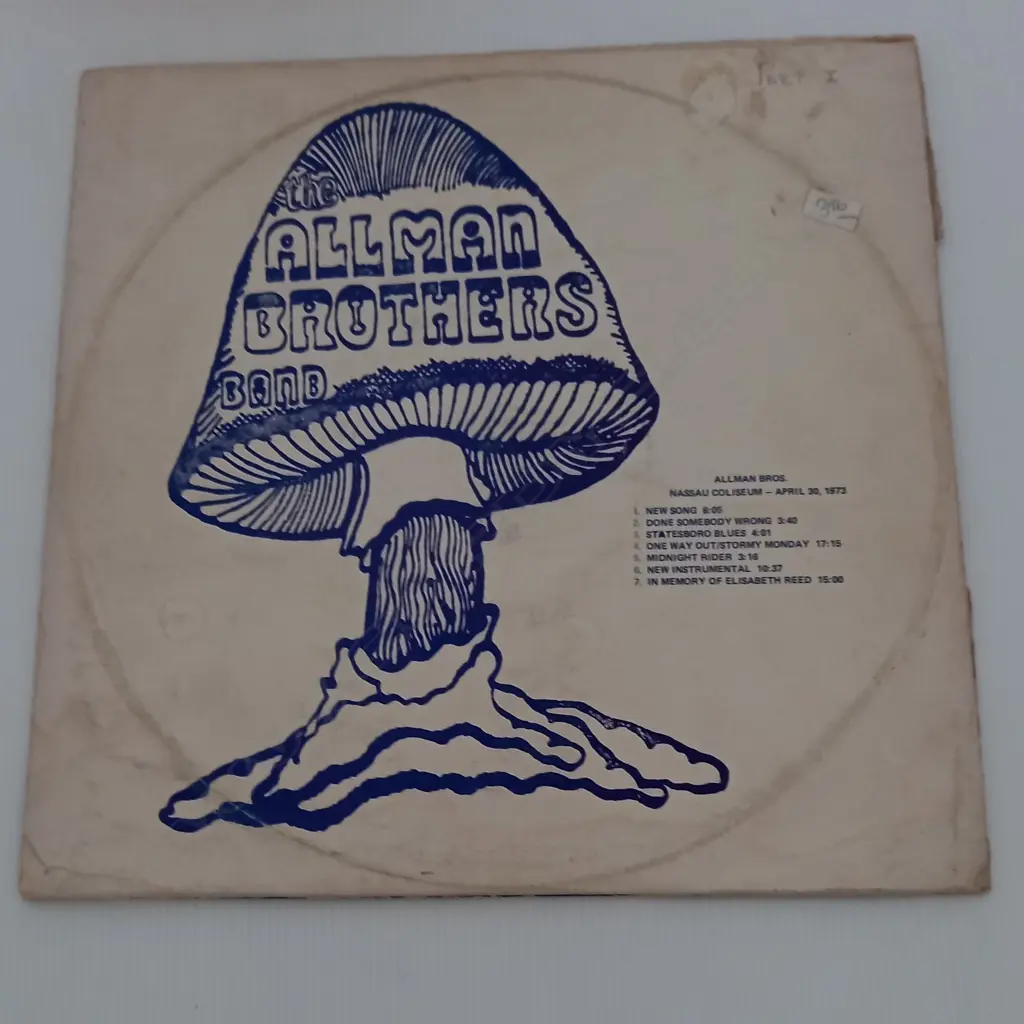 PART I
the
ALLMAN
BROTHERS
BAND
ALLMAN BROS.
NASSAU COLISEUM – APRIL 30, 1973
1. NEW SONG 8:05
2. DONE SOMEBODY WRONG 3:40
3. STATESBORO BLUES 4:01
4. ONE WAY OUT/STORMY MONDAY 17:15
5. MIDNIGHT RIDER 3:16
6. NEW INSTRUMENTAL 10:37
7. IN MEMORY OF ELISABETH REED 15:00